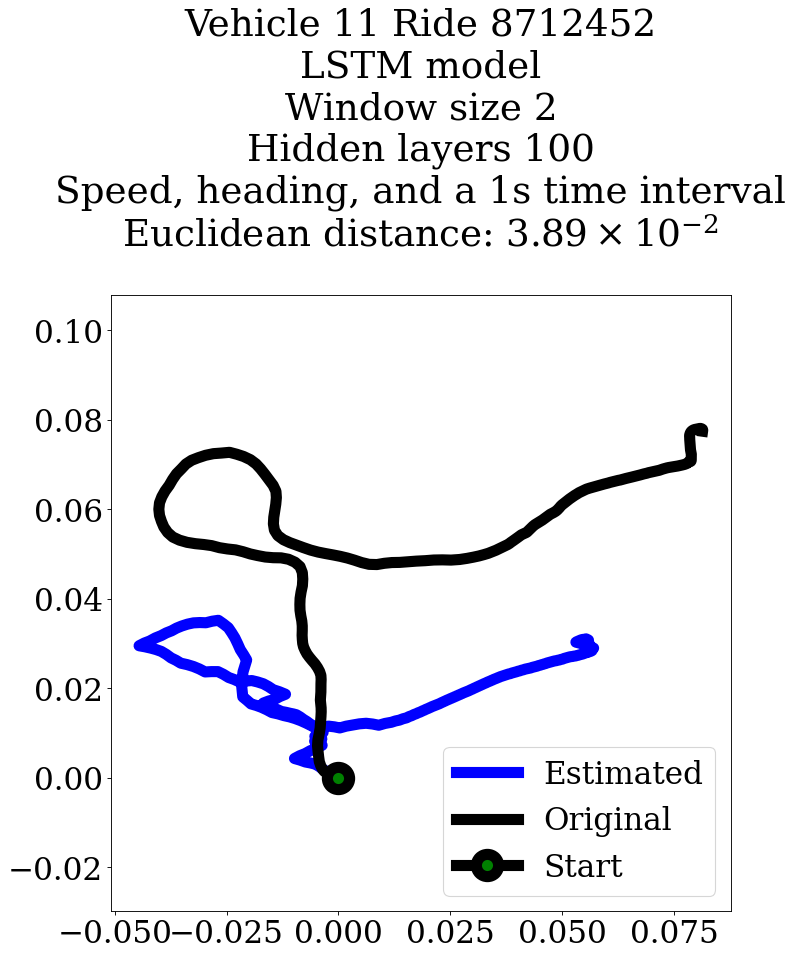 Vehicle 11 Ride 8712452
LSTM model
Window size 2
Hidden layers 100
Speed, heading, and a 1s time interval
Euclidean distance: 3.89 × 10⁻²
0.10
0.08
0.06
0.04
0.02
0.00
−0.02
Estimated
Original
Start
−0.050 −0.025 0.000 0.025 0.050 0.075